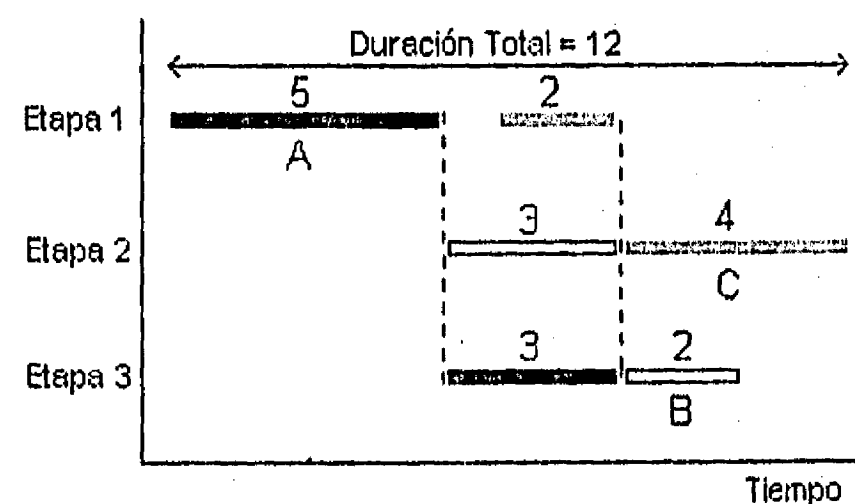 Duración Total = 12
Etapa 1
5
2
A
Etapa 2
3
4
C
Etapa 3
3
2
B
Tiempo